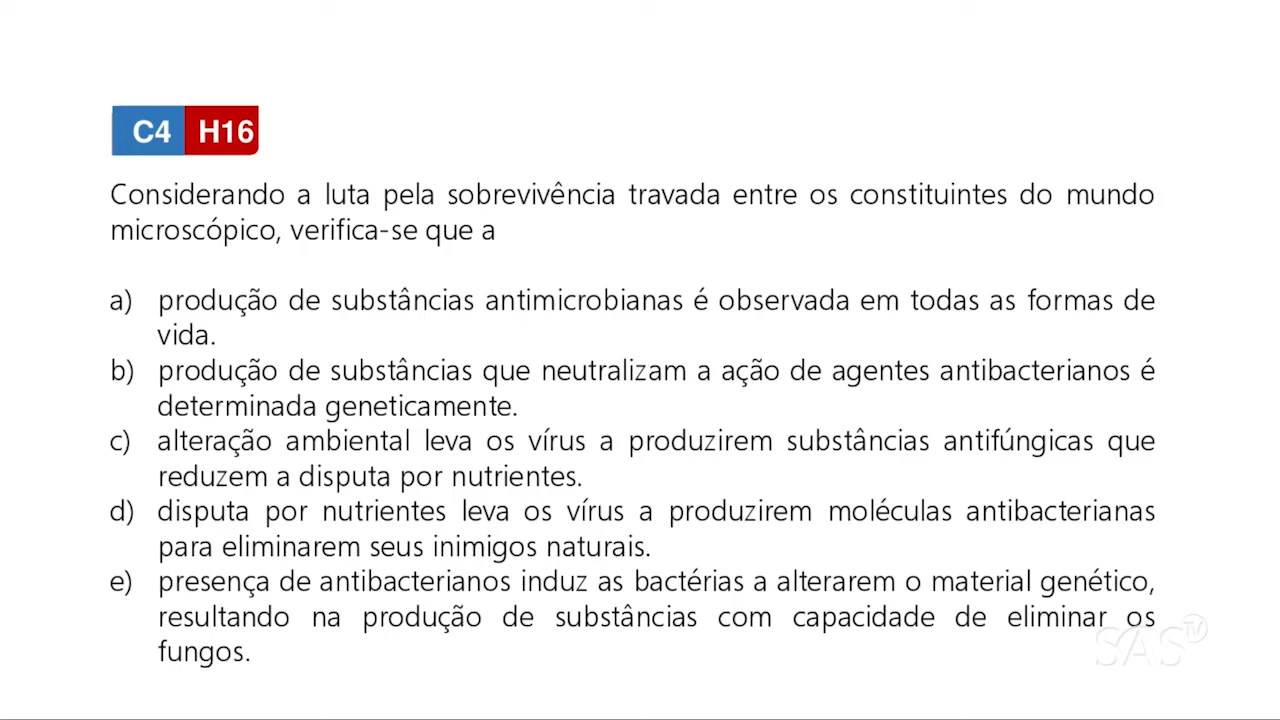 C4 H16
Considerando a luta pela sobrevivência travada entre os constituintes do mundo
microscópico, verifica-se que a
a) produção de substâncias antimicrobianas é observada em todas as formas de
vida.
b) produção de substâncias que neutralizam a ação de agentes antibacterianos é
determinada geneticamente.
c) alteração ambiental leva os vírus a produzirem substâncias antifúngicas que
reduzem a disputa por nutrientes.
d) disputa por nutrientes leva os vírus a produzirem moléculas antibacterianas
para eliminarem seus inimigos naturais.
e) presença de antibacterianos induz as bactérias a alterarem o material genético,
resultando na produção de substâncias com capacidade de eliminar os
fungos.
SAS TV